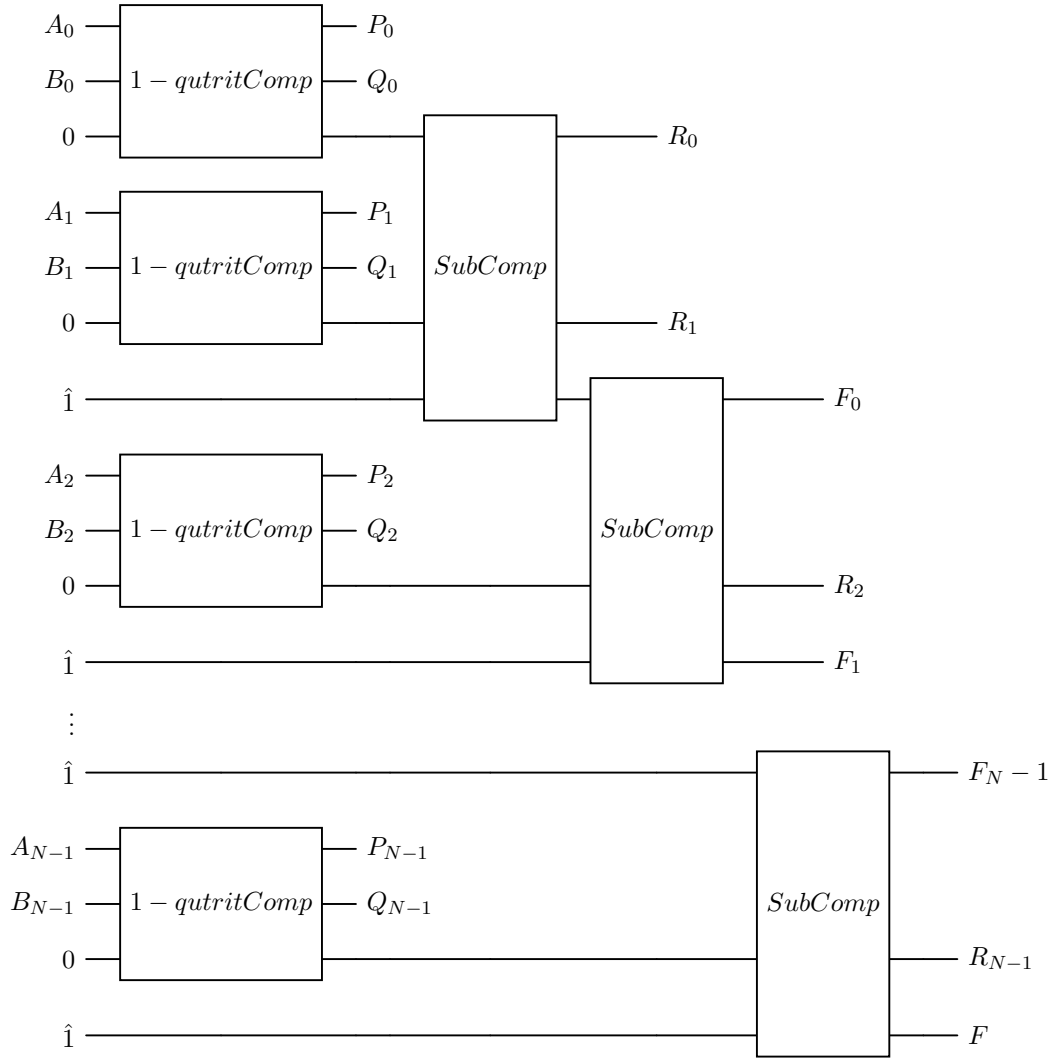 A_0 P_0
B_0 1 − qutritComp Q_0
0 R_0
A_1 P_1
B_1 1 − qutritComp Q_1 SubComp
0 R_1
1̂ F_0
A_2 P_2
B_2 1 − qutritComp Q_2 SubComp
0 R_2
1̂ F_1
⋮
1̂ F_N − 1
A_{N−1} P_{N−1}
B_{N−1} 1 − qutritComp Q_{N−1} SubComp
0 R_{N−1}
1̂ F